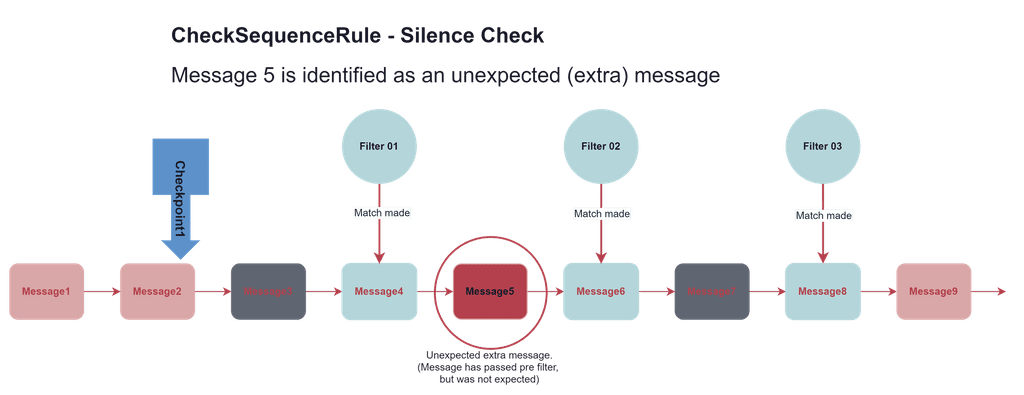 CheckSequenceRule - Silence Check
Message 5 is identified as an unexpected (extra) message
Filter 01
Filter 02
Filter 03
Checkpoint1
Match made
Match made
Match made
Message1
Message2
Message3
Message4
Message5
Message6
Message7
Message8
Message9
Unexpected extra message.
(Message has passed pre filter,
but was not expected)